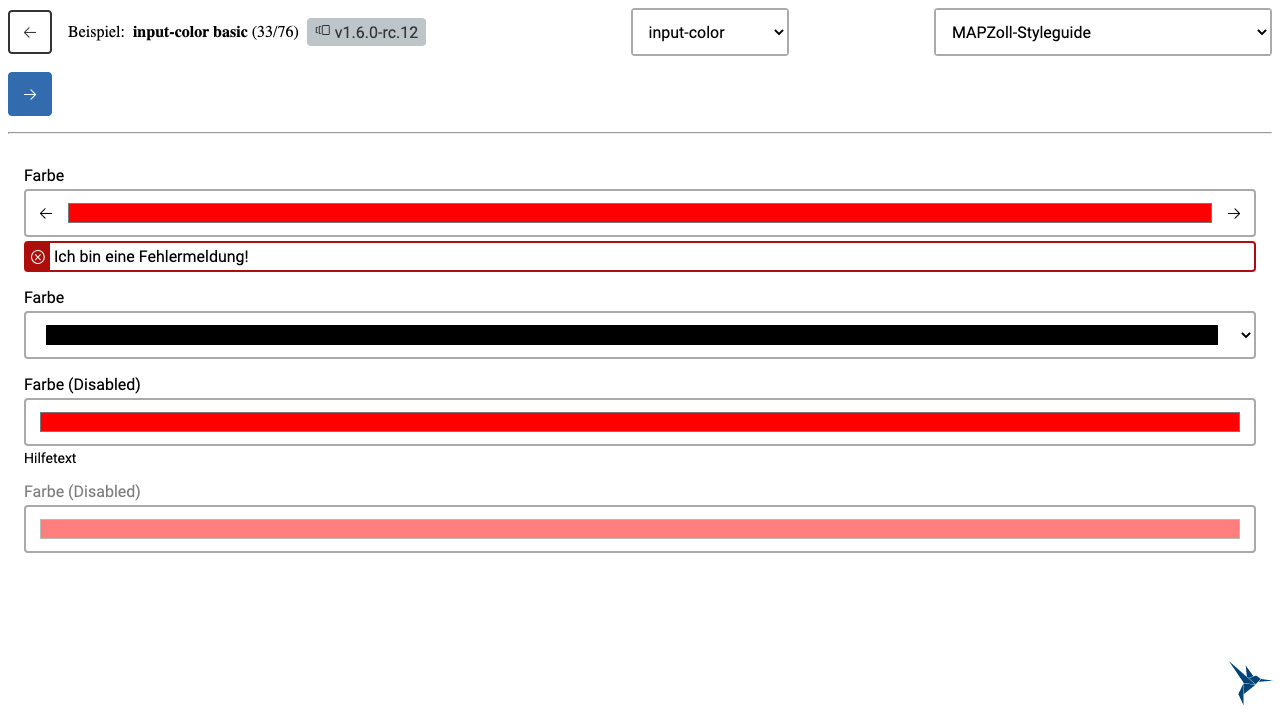 Beispiel: input-color basic (33/76) v1.6.0-rc.12 input-color MAPZoll-Styleguide
Farbe
Ich bin eine Fehlermeldung!
Farbe
Farbe (Disabled)
Hilfetext
Farbe (Disabled)